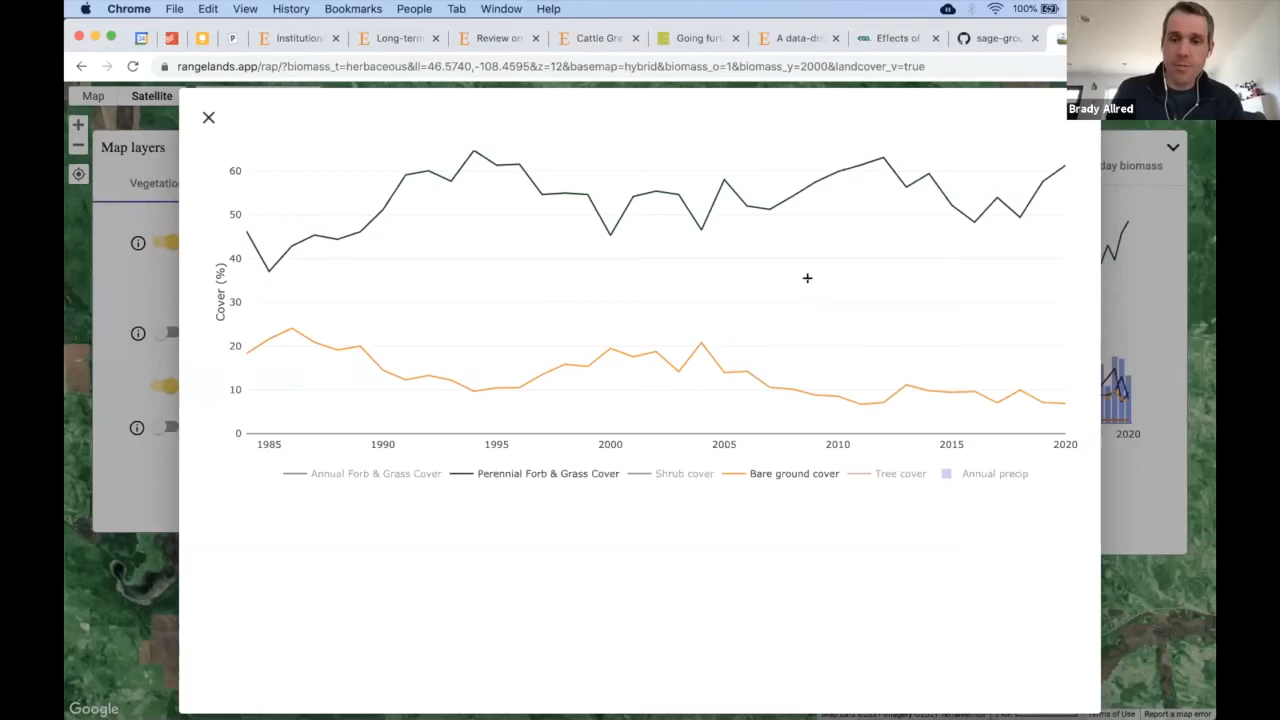 Chrome File Edit View History Bookmarks People Tab Window Help 100%
Institution Long-term Review on Cattle Gra Going furt A data-dri Effects of sage-grou
rangelands.app/rap/?biomass_t=herbaceous&ll=46.5740,-108.4595&z=12&basemap=hybrid&biomass_o=1&biomass_y=2000&landcover_v=true
Brady Allred
Map Satellite
Map layers
Vegetatio
day biomass
Cover (%)
60
50
40
30
20
10
0
1985 1990 1995 2000 2005 2010 2015 2020
2020
Annual Forb & Grass Cover Perennial Forb & Grass Cover Shrub cover Bare ground cover Tree cover Annual precip
Google
Terms of Use Report a map error